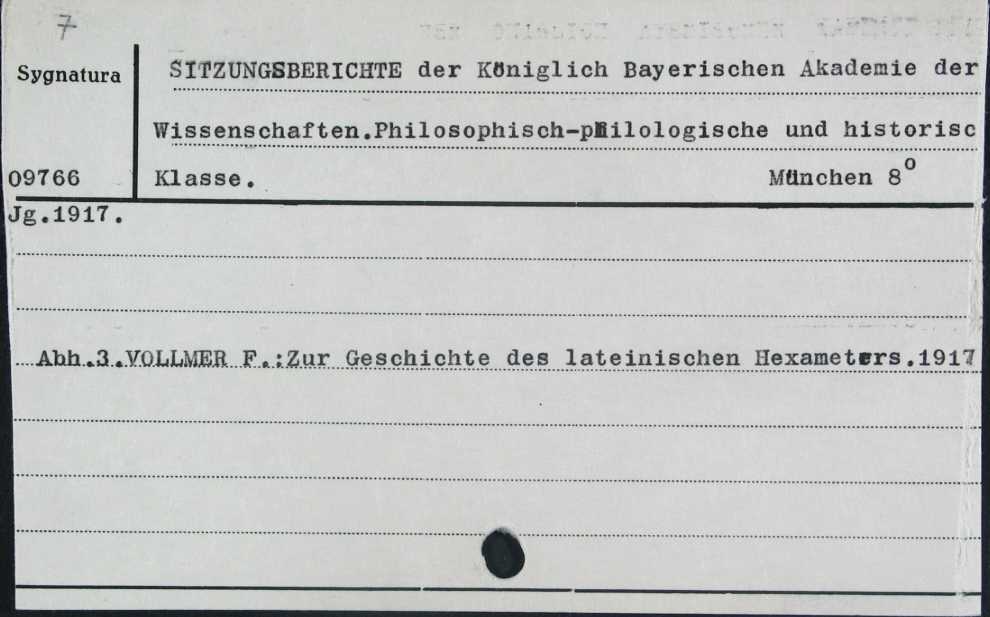 7
Sygnatura
SITZUNGSBERICHTE der Königlich Bayerischen Akademie der
Wissenschaften.Philosophisch-philologische und historisc
09766 Klasse. München 8°
Jg.1917.
Abh.3.VOLLMER F.:Zur Geschichte des lateinischen Hexameters.1917